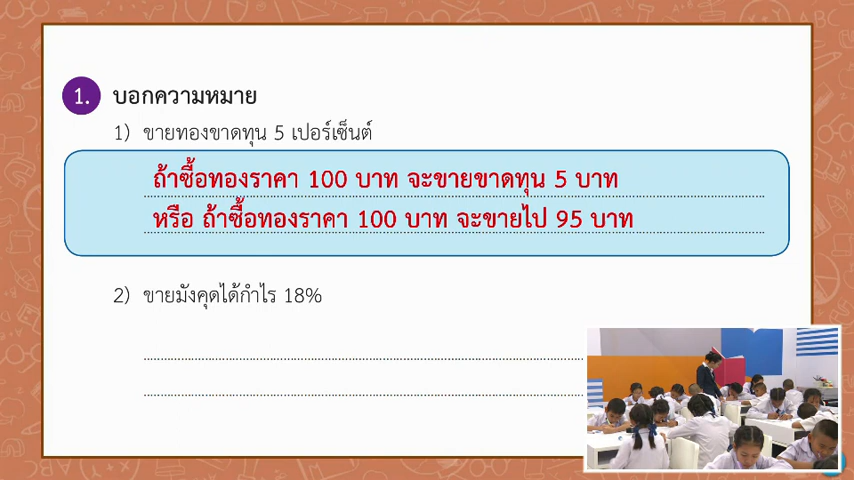 1. บอกความหมาย
1) ขายทองขาดทุน 5 เปอร์เซ็นต์
ถ้าซื้อทองราคา 100 บาท จะขายขาดทุน 5 บาท
หรือ ถ้าซื้อทองราคา 100 บาท จะขายไป 95 บาท
2) ขายมังคุดได้กำไร 18%